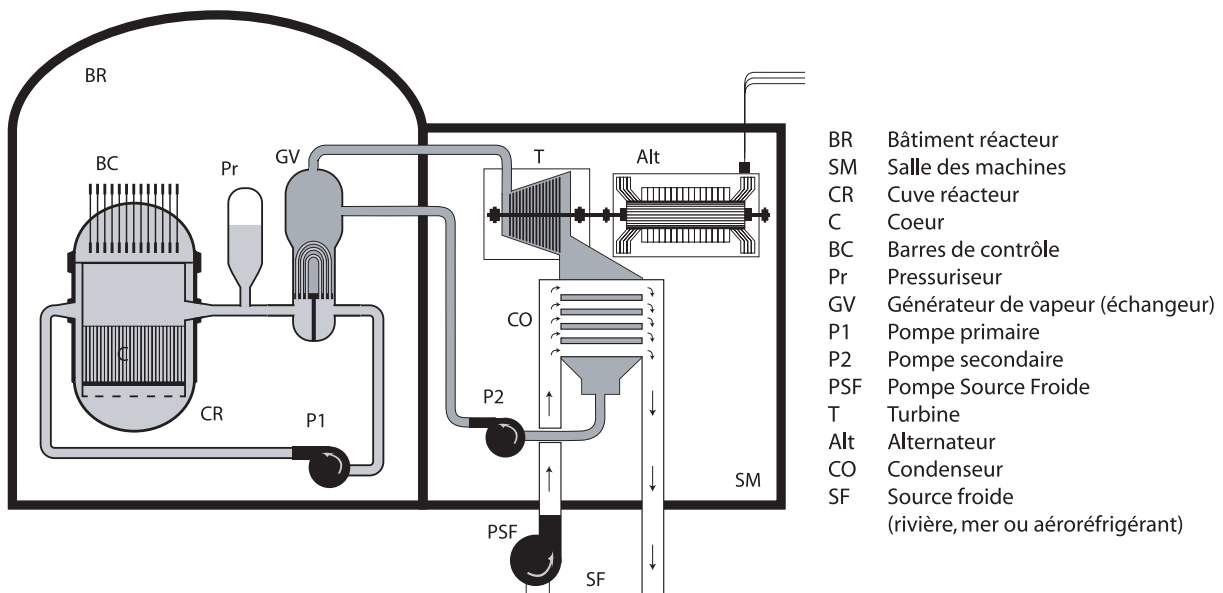 BR
BC
Pr
GV
T
Alt
CO
C
CR
P1
P2
SM
PSF
SF
BR Bâtiment réacteur
SM Salle des machines
CR Cuve réacteur
C Coeur
BC Barres de contrôle
Pr Pressuriseur
GV Générateur de vapeur (échangeur)
P1 Pompe primaire
P2 Pompe secondaire
PSF Pompe Source Froide
T Turbine
Alt Alternateur
CO Condenseur
SF Source froide
(rivière, mer ou aéroréfrigérant)